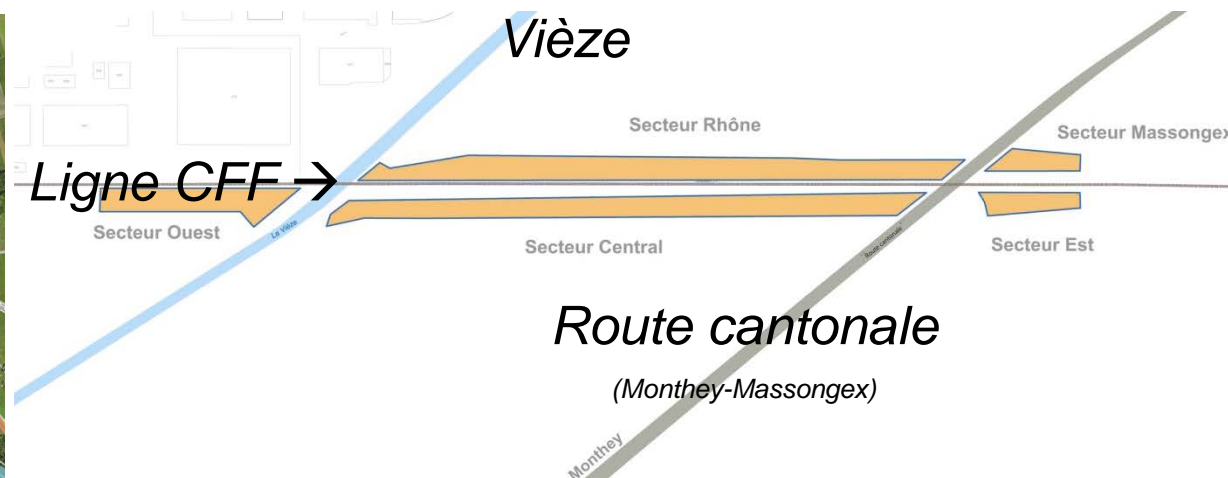 Vièze
Secteur Rhône
Secteur Massongex
Ligne CFF →
Secteur Ouest
La Vièze
Secteur Central
Route cantonale
Secteur Est
Route cantonale
(Monthey-Massongex)
Monthey